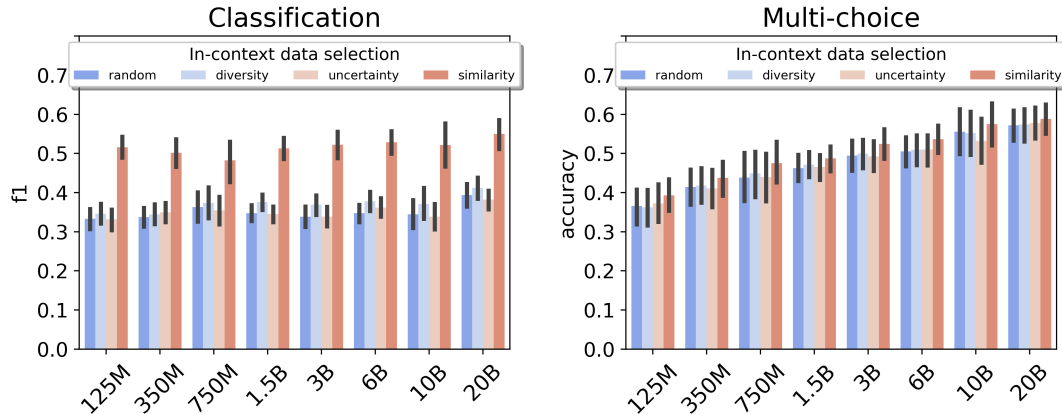 Classification
In-context data selection
random diversity uncertainty similarity
f1
0.7
0.6
0.5
0.4
0.3
0.2
0.1
0.0
125M 350M 750M 1.5B 3B 6B 10B 20B
Multi-choice
In-context data selection
random diversity uncertainty similarity
accuracy
0.7
0.6
0.5
0.4
0.3
0.2
0.1
0.0
125M 350M 750M 1.5B 3B 6B 10B 20B